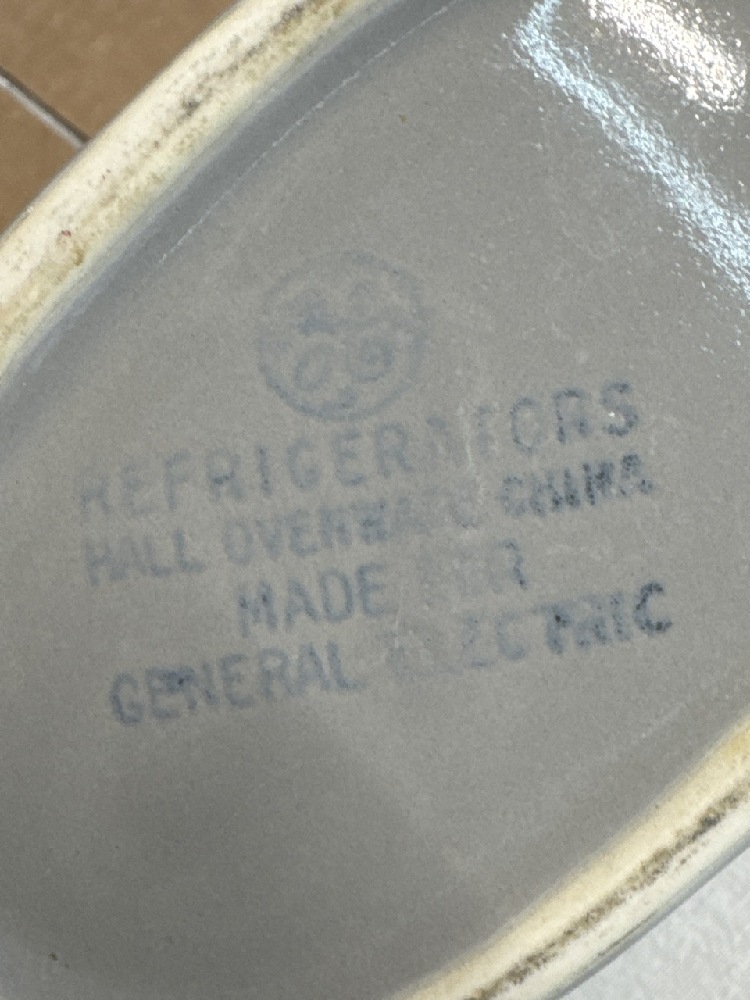 REFRIGERATORS
HALL OVENWARE CHINA
MADE FOR
GENERAL ELECTRIC